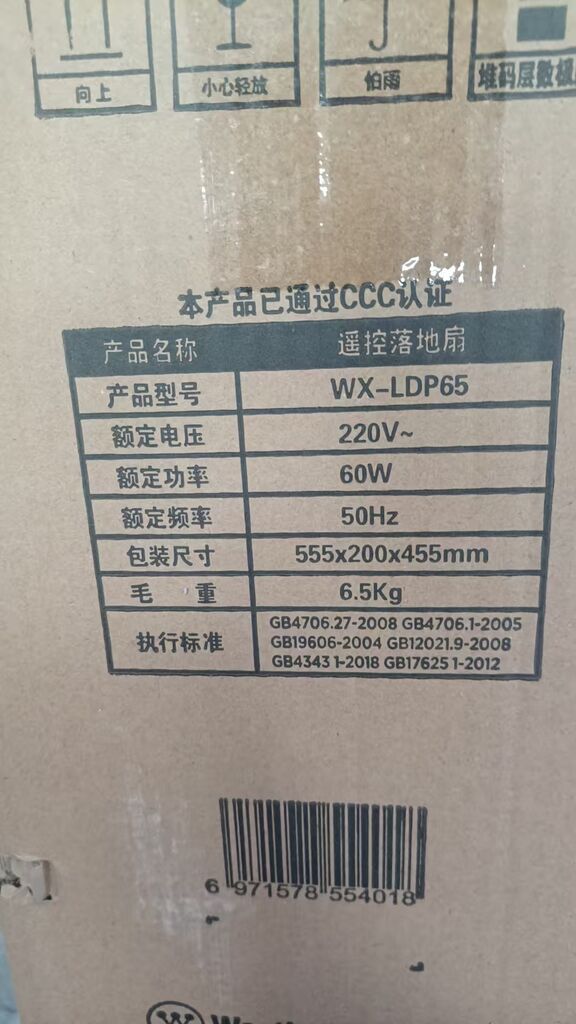 向上
小心轻放
怕雨
堆码层数极
本产品已通过CCC认证
产品名称 遥控落地扇
产品型号 WX-LDP65
额定电压 220V~
额定功率 60W
额定频率 50Hz
包装尺寸 555x200x455mm
毛 重 6.5Kg
执行标准 GB4706.27-2008 GB4706.1-2005
GB19606-2004 GB12021.9-2008
GB4343 1-2018 GB17625 1-2012
6 971578 554018